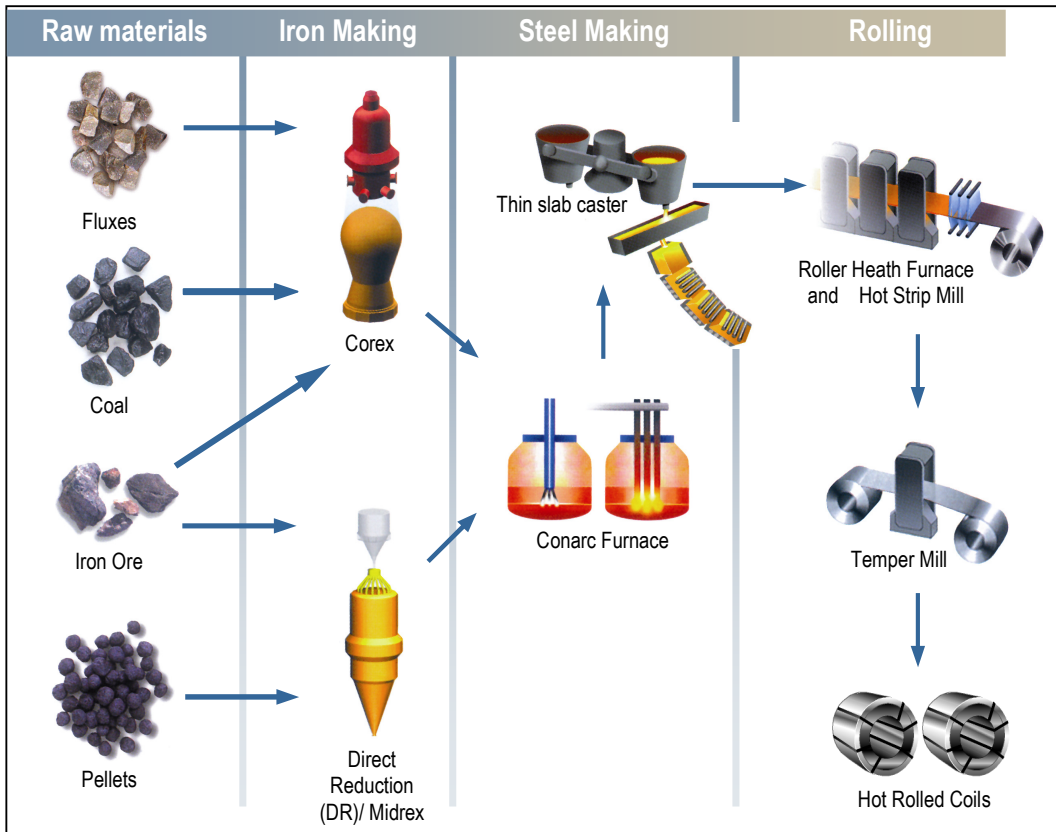 Raw materials
Iron Making
Steel Making
Rolling
Fluxes
Coal
Iron Ore
Pellets
Corex
Direct
Reduction
(DR)/ Midrex
Thin slab caster
Conarc Furnace
Roller Heath Furnace
and Hot Strip Mill
Temper Mill
Hot Rolled Coils